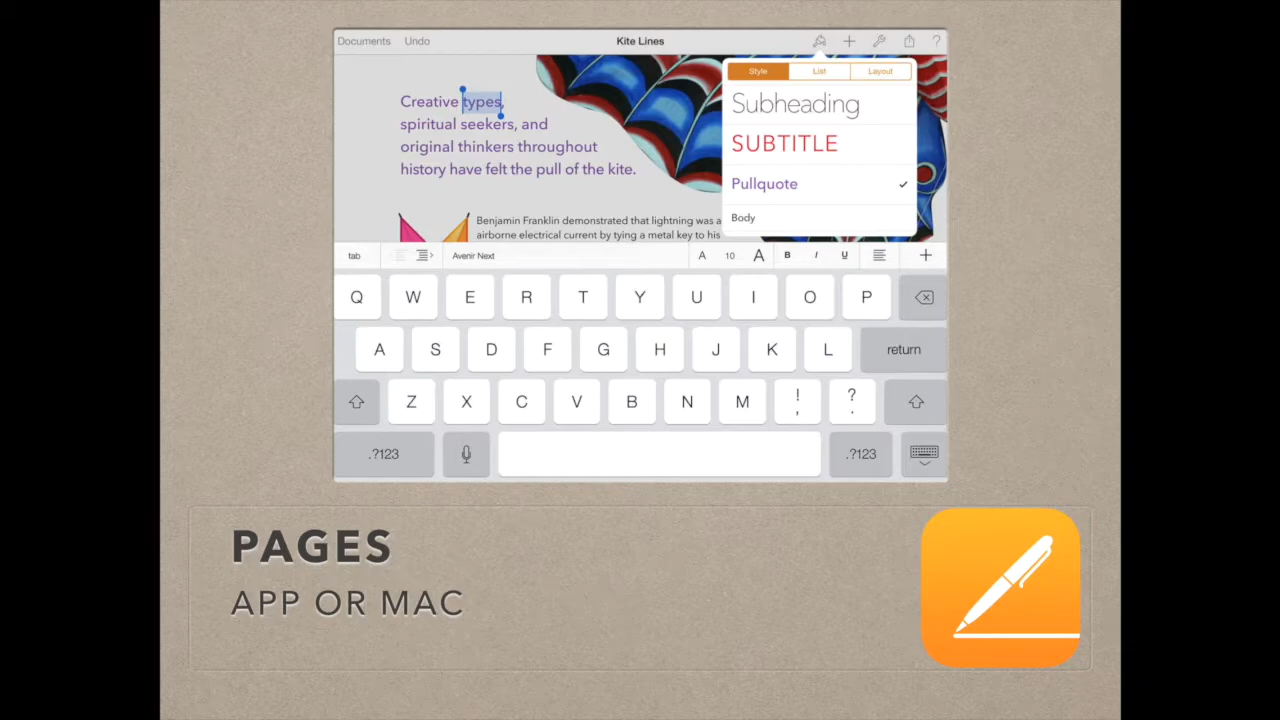 Documents Undo Kite Lines ?
Style List Layout
Creative types,
spiritual seekers, and
original thinkers throughout
history have felt the pull of the kite.
Subheading
SUBTITLE
Pullquote
Body
Benjamin Franklin demonstrated that lightning was a
airborne electrical current by tying a metal key to his
tab Avenir Next A 10 A B I U
Q W E R T Y U I O P
A S D F G H J K L return
Z X C V B N M ! , ? .
.?123 .?123
PAGES
APP OR MAC